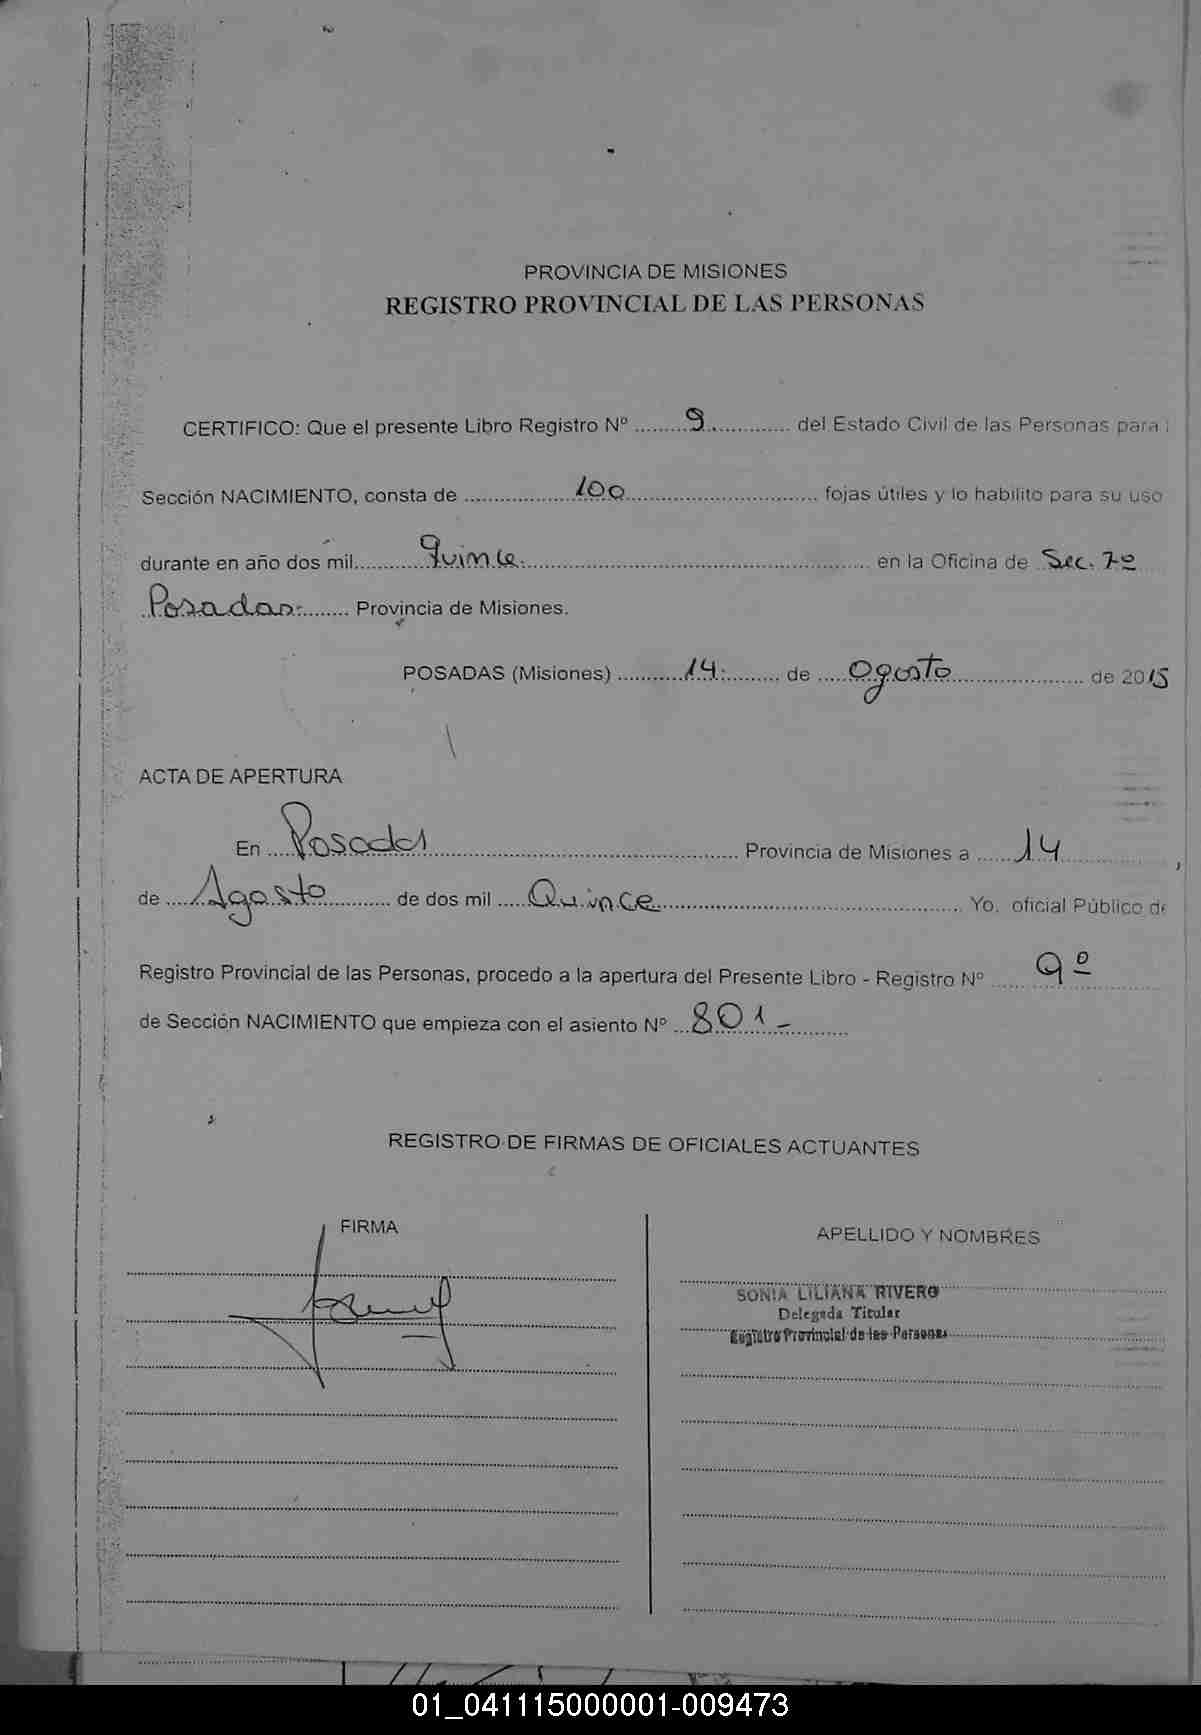 PROVINCIA DE MISIONES
REGISTRO PROVINCIAL DE LAS PERSONAS
CERTIFICO: Que el presente Libro Registro Nº 9 del Estado Civil de las Personas para
Sección NACIMIENTO, consta de 100 fojas útiles y lo habilito para su uso
durante en año dos mil Quince en la Oficina de Sec. 7º
Posadas Provincia de Misiones.
POSADAS (Misiones) 14 de agosto de 2015
ACTA DE APERTURA
En Posadas Provincia de Misiones a 14
de Agosto de dos mil Quince Yo, oficial Público de
Registro Provincial de las Personas, procedo a la apertura del Presente Libro - Registro Nº 9º
de Sección NACIMIENTO que empieza con el asiento Nº 801-
REGISTRO DE FIRMAS DE OFICIALES ACTUANTES
FIRMA
APELLIDO Y NOMBRES
SONIA LILIANA RIVERO
Delegada Titular
Registro Provincial de las Personas
01_041115000001-009473